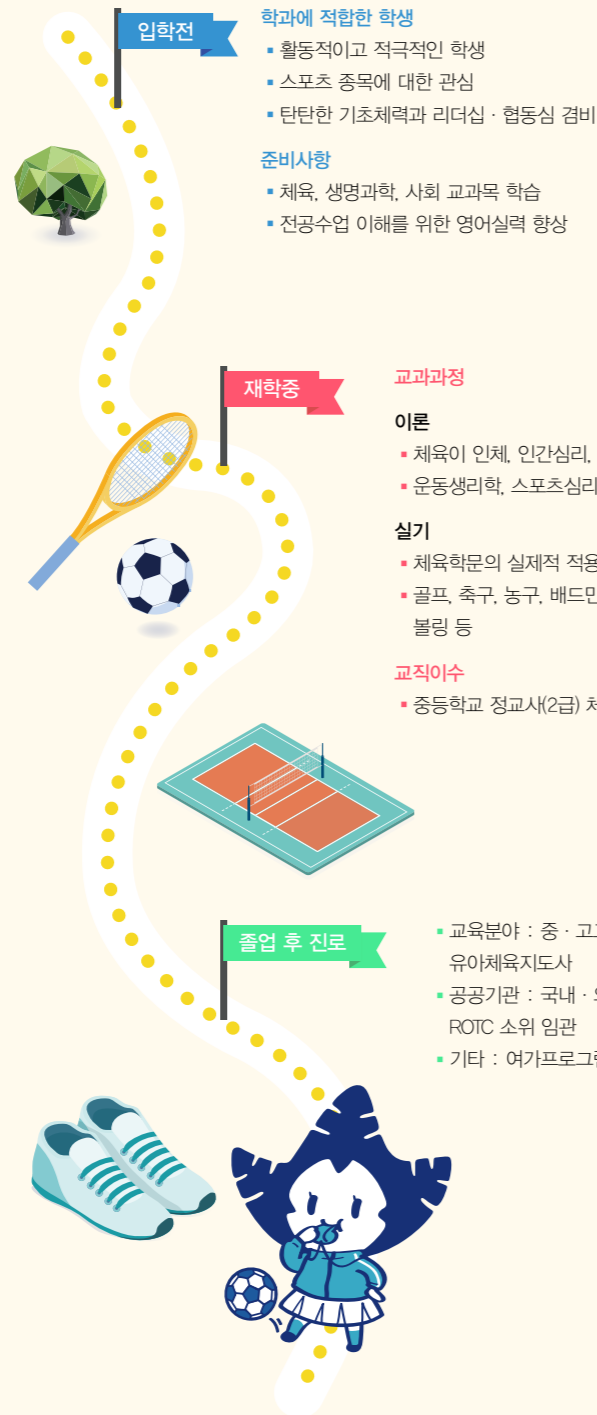 입학전
학과에 적합한 학생
▪ 활동적이고 적극적인 학생
▪ 스포츠 종목에 대한 관심
▪ 탄탄한 기초체력과 리더십 · 협동심 겸비
준비사항
▪ 체육, 생명과학, 사회 교과목 학습
▪ 전공수업 이해를 위한 영어실력 향상
재학중
교과과정
이론
▪ 체육이 인체, 인간심리,
▪ 운동생리학, 스포츠심리
실기
▪ 체육학문의 실제적 적용
▪ 골프, 축구, 농구, 배드민
볼링 등
교직이수
▪ 중등학교 정교사(2급)
졸업 후 진로
▪ 교육분야 : 중 · 고
유아체육지도사
▪ 공공기관 : 국내 ·
ROTC 소위 임관
▪ 기타 : 여가프로그